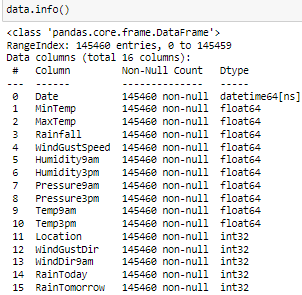 data.info()
<class 'pandas.core.frame.DataFrame'>
RangeIndex: 145460 entries, 0 to 145459
Data columns (total 16 columns):
 #   Column         Non-Null Count   Dtype
---  ------         --------------   -----
 0   Date           145460 non-null  datetime64[ns]
 1   MinTemp        145460 non-null  float64
 2   MaxTemp        145460 non-null  float64
 3   Rainfall       145460 non-null  float64
 4   WindGustSpeed  145460 non-null  float64
 5   Humidity9am    145460 non-null  float64
 6   Humidity3pm    145460 non-null  float64
 7   Pressure9am    145460 non-null  float64
 8   Pressure3pm    145460 non-null  float64
 9   Temp9am        145460 non-null  float64
 10  Temp3pm        145460 non-null  float64
 11  Location       145460 non-null  int32
 12  WindGustDir    145460 non-null  int32
 13  WindDir9am     145460 non-null  int32
 14  RainToday      145460 non-null  int32
 15  RainTomorrow   145460 non-null  int32